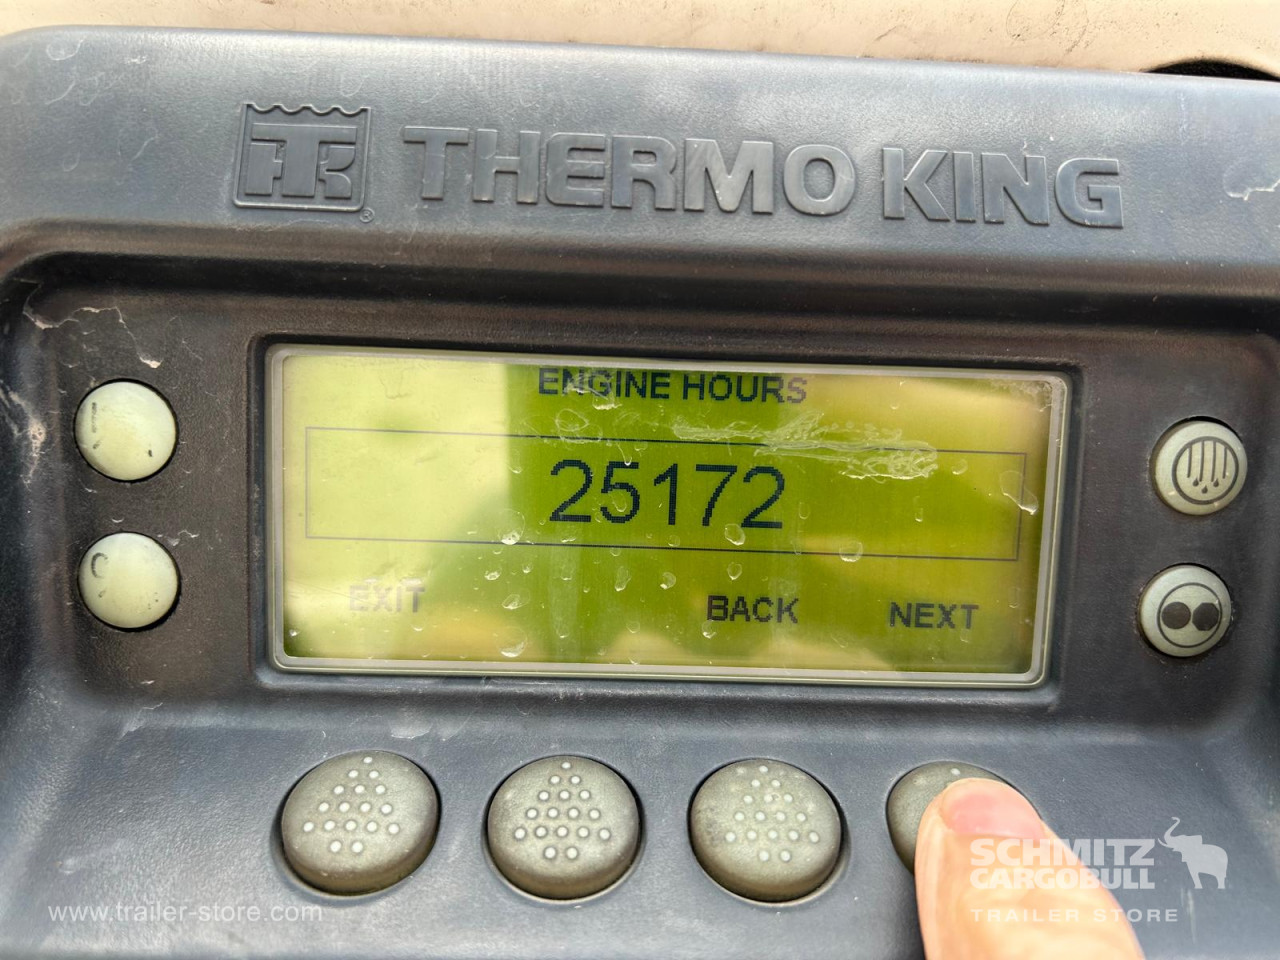 THERMO KING
®
ENGINE HOURS
25172
EXIT BACK NEXT
SCHMITZ
CARGOBULL
TRAILER STORE
www.trailer-store.com